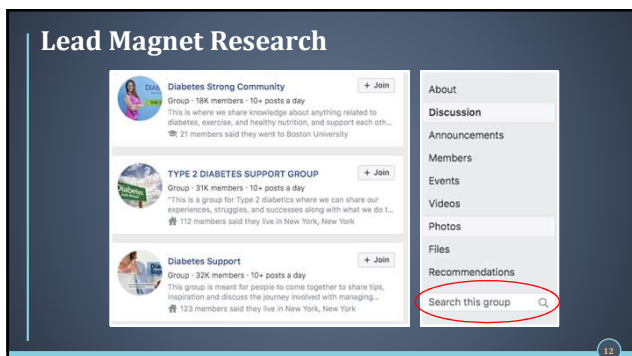 Lead Magnet Research
Diabetes Strong Community
+ Join
Group · 18K members · 10+ posts a day
This is where we share knowledge about anything related to
diabetes, exercise, and healthy nutrition, and support each oth...
21 members said they went to Boston University
TYPE 2 DIABETES SUPPORT GROUP
+ Join
Group · 31K members · 10+ posts a day
"This is a group for Type 2 diabetics where we can share our
experiences, struggles, and successes along with what we do t...
112 members said they live in New York, New York
Diabetes Support
+ Join
Group · 32K members · 10+ posts a day
This group is meant for people to come together to share tips,
inspiration and discuss the journey involved with managing...
123 members said they live in New York, New York
About
Discussion
Announcements
Members
Events
Videos
Photos
Files
Recommendations
Search this group
12